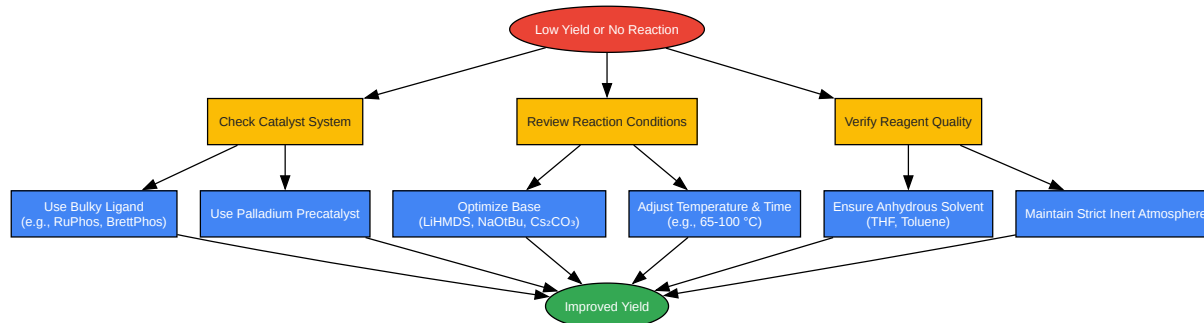 Low Yield or No Reaction
Check Catalyst System
Review Reaction Conditions
Verify Reagent Quality
Use Bulky Ligand
(e.g., RuPhos, BrettPhos)
Use Palladium Precatalyst
Optimize Base
(LiHMDS, NaOtBu, Cs₂CO₃)
Adjust Temperature & Time
(e.g., 65-100 °C)
Ensure Anhydrous Solvent
(THF, Toluene)
Maintain Strict Inert Atmosphere
Improved Yield